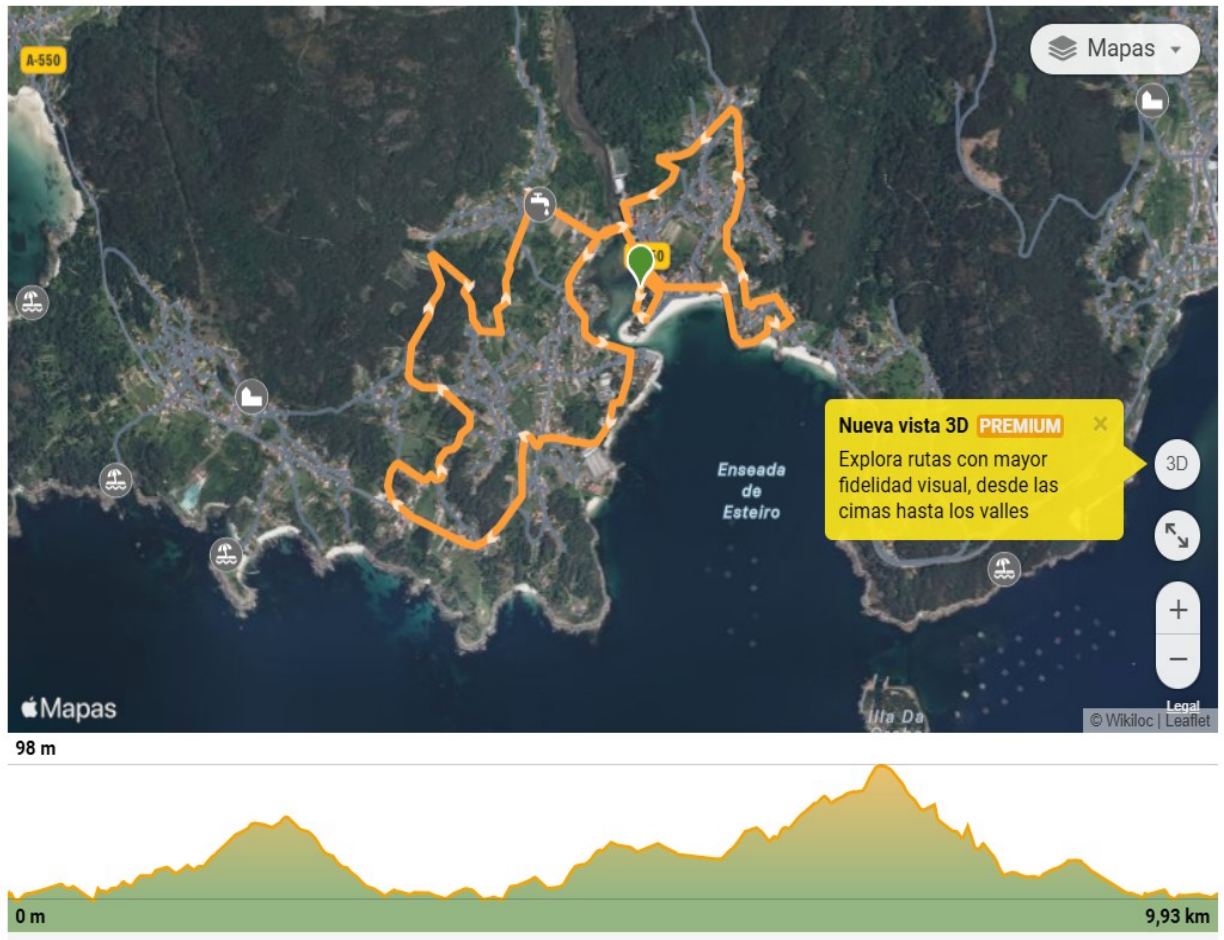 A-550
Mapas
50
Nueva vista 3D PREMIUM
×
Explora rutas con mayor
fidelidad visual, desde las
cimas hasta los valles
3D
Enseada
de
Esteiro
+
−
Mapas
Illa Da
Legal
© Wikiloc | Leaflet
98 m
0 m
9,93 km